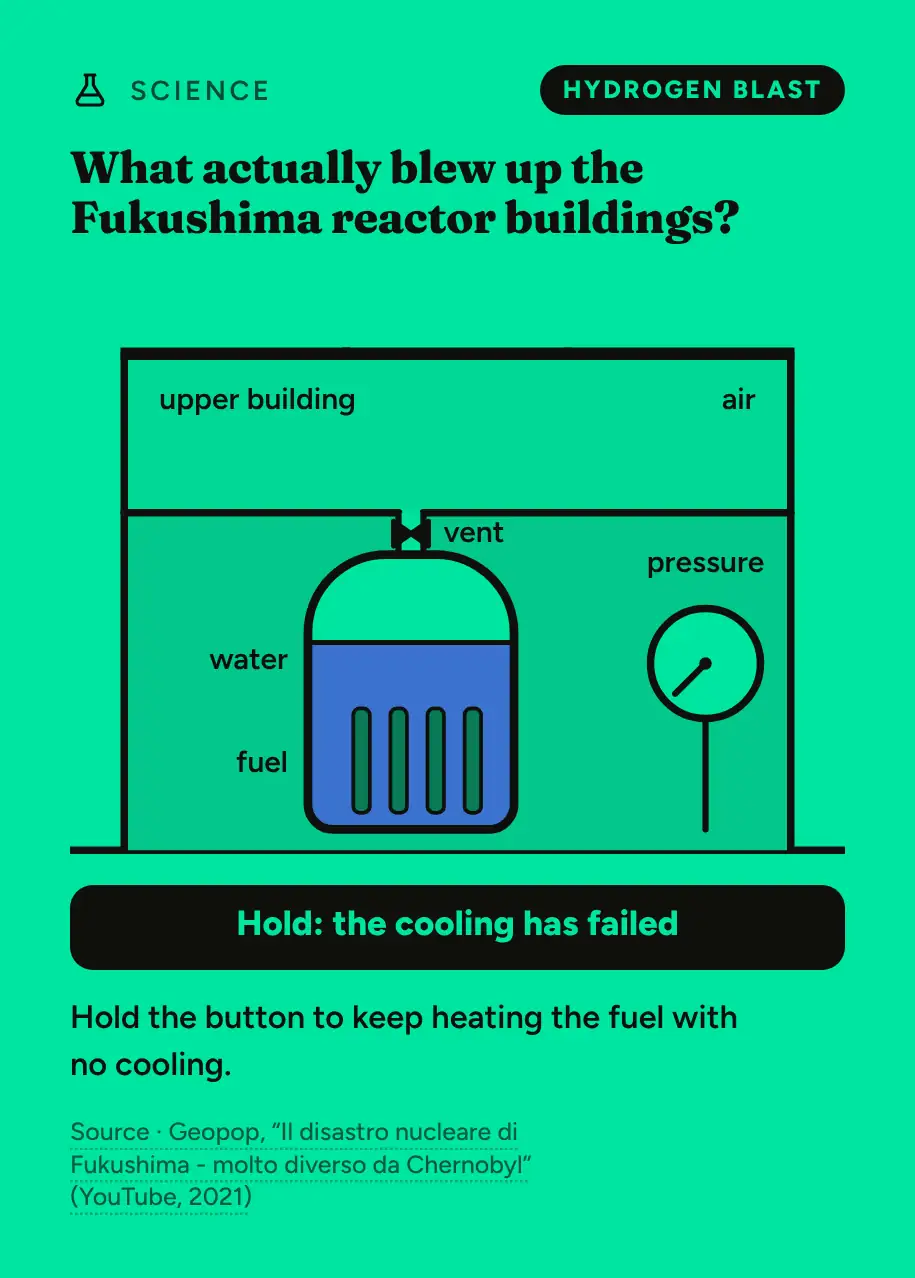 SCIENCE
HYDROGEN BLAST
What actually blew up the
Fukushima reactor buildings?
upper building
air
vent
pressure
water
fuel
Hold: the cooling has failed
Hold the button to keep heating the fuel with
no cooling.
Source · Geopop, “Il disastro nucleare di
Fukushima - molto diverso da Chernobyl”
(YouTube, 2021)